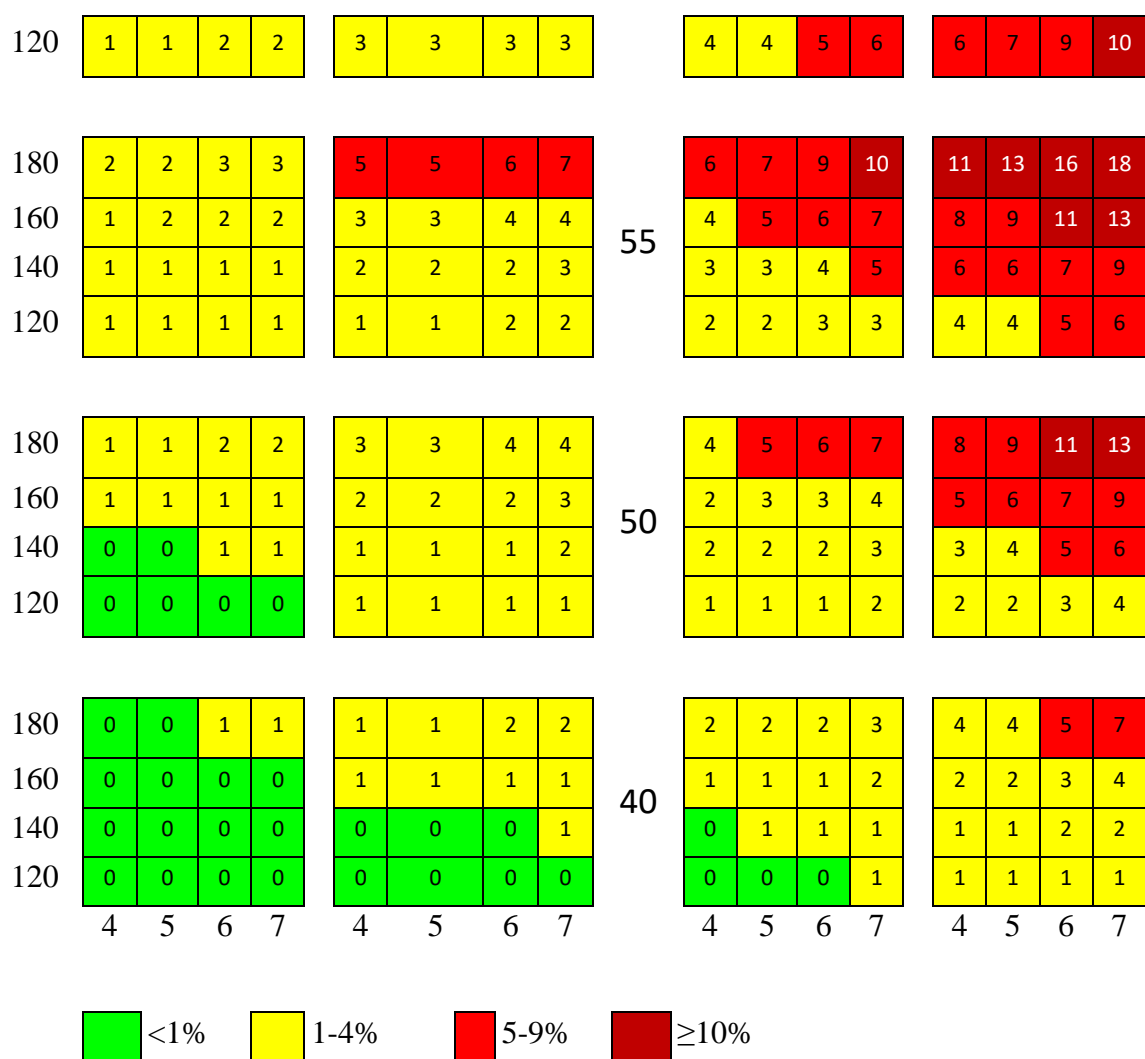 120 1 1 2 2 3 3 3 3 4 4 5 6 6 7 9 10
180 2 2 3 3 5 5 6 7 6 7 9 10 11 13 16 18
160 1 2 2 2 3 3 4 4 4 5 6 7 8 9 11 13
55
140 1 1 1 1 2 2 2 3 3 3 4 5 6 6 7 9
120 1 1 1 1 1 1 2 2 2 2 3 3 4 4 5 6
180 1 1 2 2 3 3 4 4 4 5 6 7 8 9 11 13
160 1 1 1 1 2 2 2 3 2 3 3 4 5 6 7 9
50
140 0 0 1 1 1 1 1 2 2 2 2 3 3 4 5 6
120 0 0 0 0 1 1 1 1 1 1 1 2 2 2 3 4
180 0 0 1 1 1 1 2 2 2 2 2 3 4 4 5 7
160 0 0 0 0 1 1 1 1 1 1 1 2 2 2 3 4
40
140 0 0 0 0 0 0 0 1 0 1 1 1 1 1 2 2
120 0 0 0 0 0 0 0 0 0 0 0 1 1 1 1 1
4 5 6 7 4 5 6 7 4 5 6 7 4 5 6 7
<1% 1-4% 5-9% ≥10%